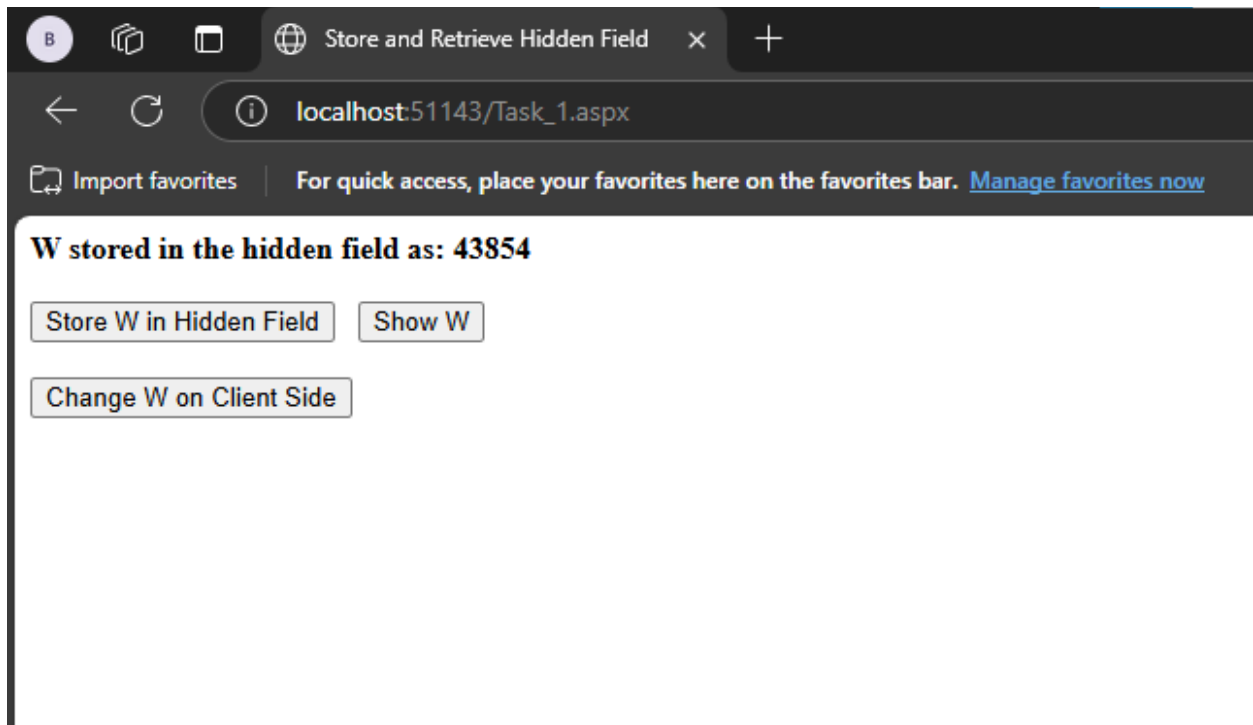 B
Store and Retrieve Hidden Field
localhost:51143/Task_1.aspx
Import favorites For quick access, place your favorites here on the favorites bar. Manage favorites now
W stored in the hidden field as: 43854
Store W in Hidden Field Show W
Change W on Client Side